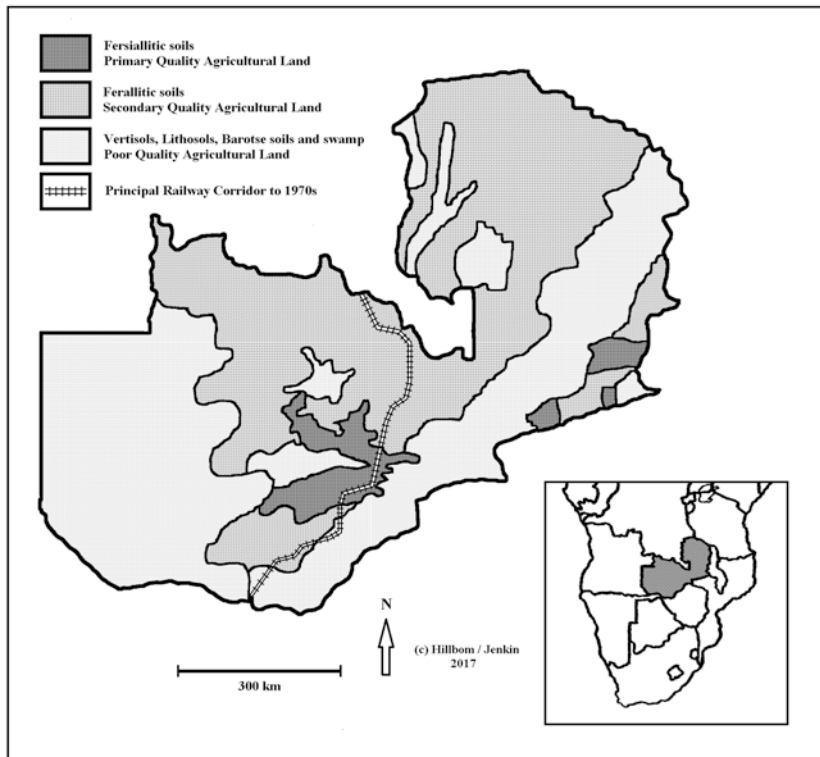 Fersiallitic soils
Primary Quality Agricultural Land
Ferallitic soils
Secondary Quality Agricultural Land
Vertisols, Lithosols, Barotse soils and swamp
Poor Quality Agricultural Land
Principal Railway Corridor to 1970s
N
(c) Hillbom / Jenkin
2017
300 km